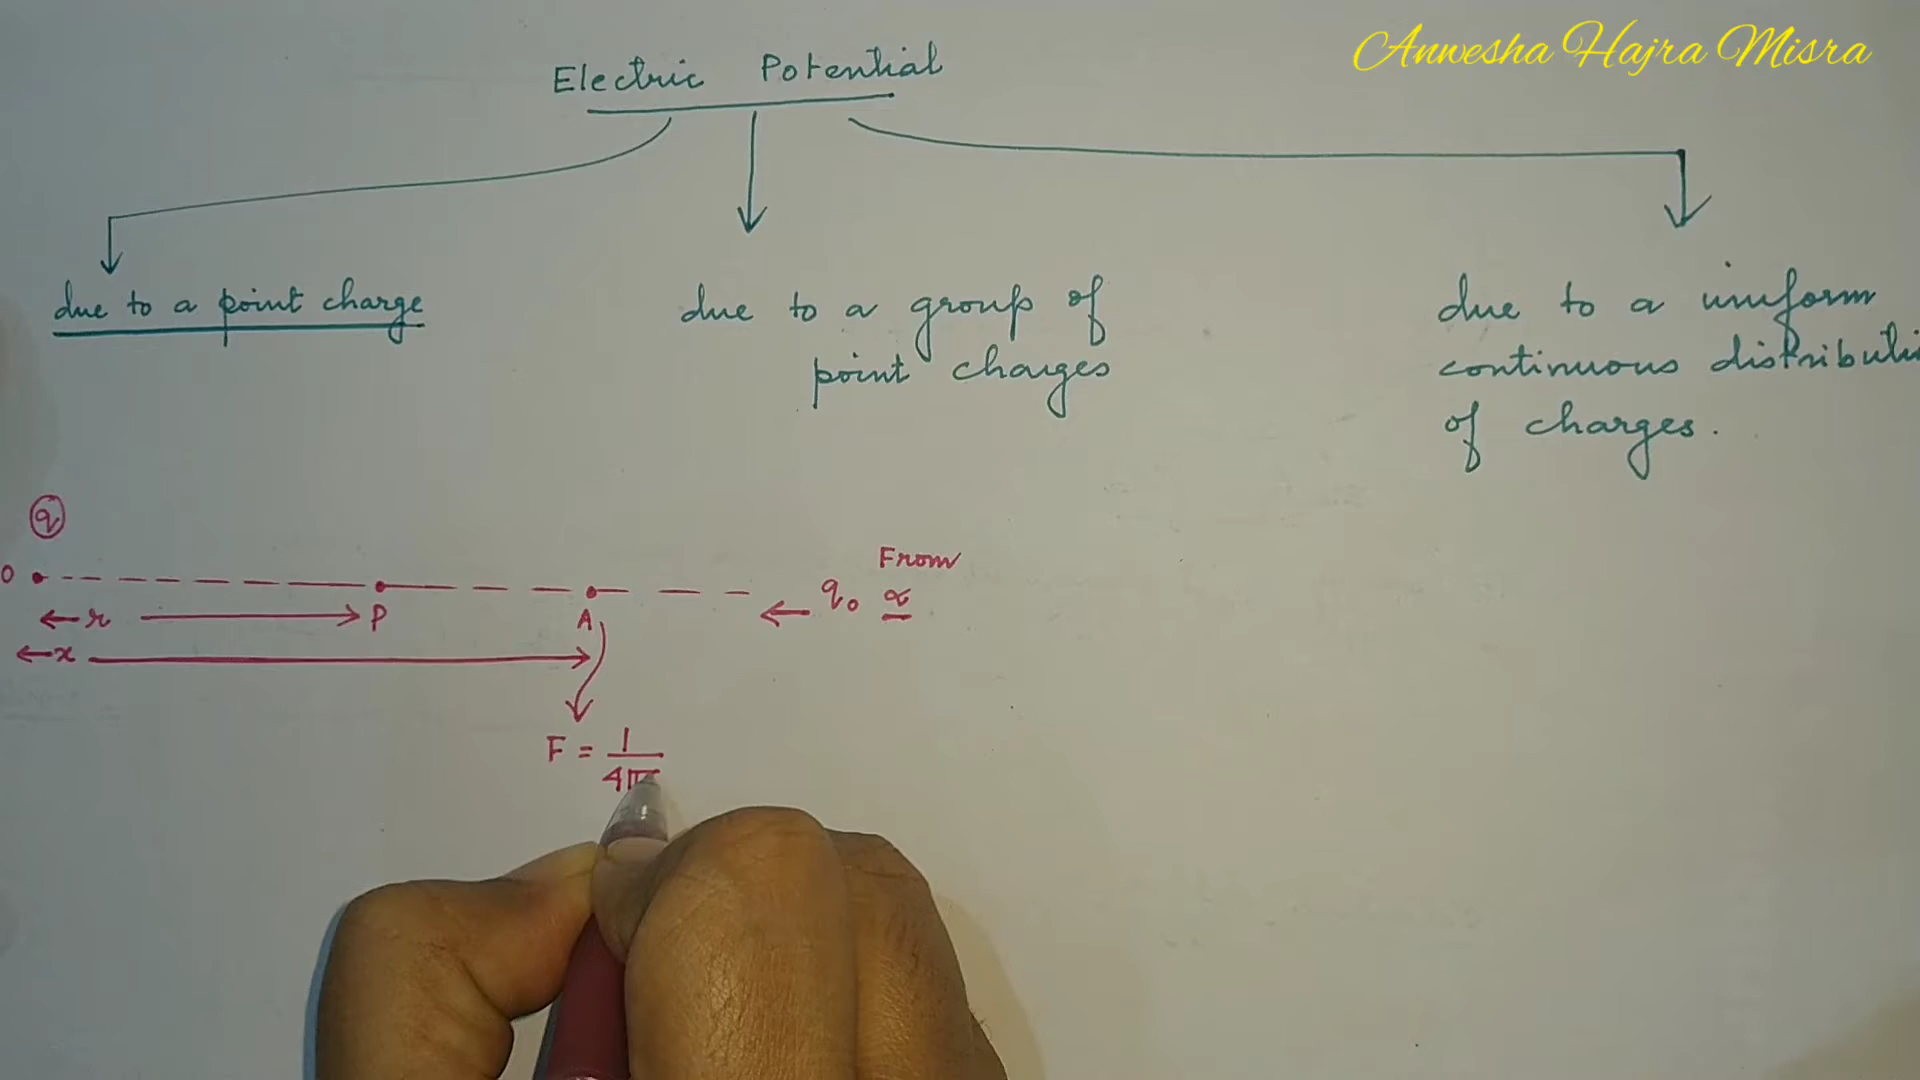 Anwesha Hajra Misra
Electric Potential
due to a point charge
due to a group of
point charges
due to a uniform
continuous distributi
of charges.
q
From
O
q₀ ∝
r P A
x
F = 1/4π